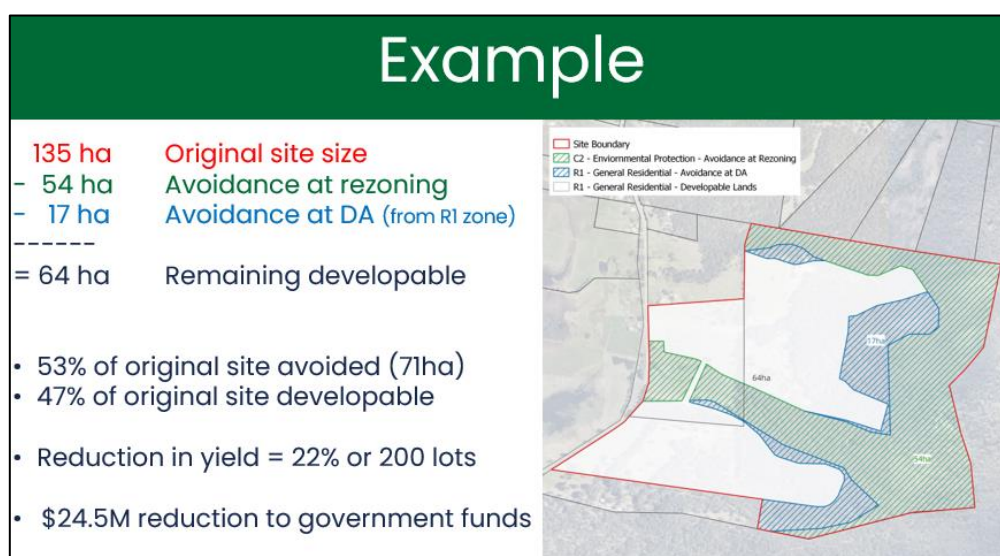 Example
135 ha Original site size
- 54 ha Avoidance at rezoning
- 17 ha Avoidance at DA (from R1 zone)
------
= 64 ha Remaining developable
• 53% of original site avoided (71ha)
• 47% of original site developable
• Reduction in yield = 22% or 200 lots
• $24.5M reduction to government funds
Site Boundary
C2 - Enviornmental Protection - Avoidance at Rezoning
R1 - General Residential - Avoidance at DA
R1 - General Residential - Developable Lands
17ha
64ha
54ha